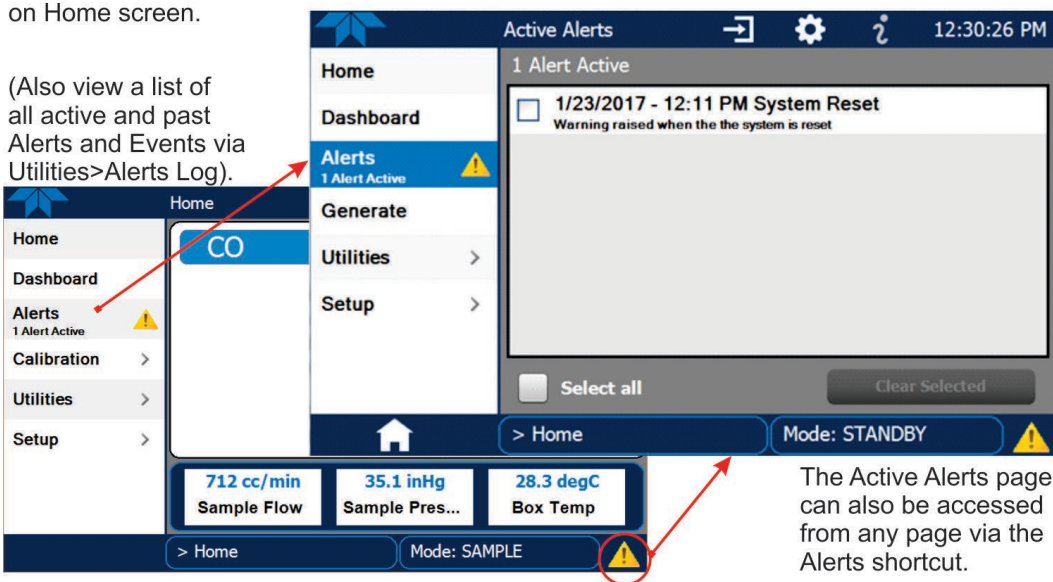 on Home screen.
(Also view a list of
all active and past
Alerts and Events via
Utilities>Alerts Log).
Active Alerts
12:30:26 PM
Home
Dashboard
Alerts
1 Alert Active
Generate
Utilities >
Setup >
1 Alert Active
1/23/2017 - 12:11 PM System Reset
Warning raised when the the system is reset
Select all
Clear Selected
> Home
Mode: STANDBY
Home
Home
Dashboard
Alerts
1 Alert Active
Calibration >
Utilities >
Setup >
CO
712 cc/min
Sample Flow
35.1 inHg
Sample Pres...
28.3 degC
Box Temp
> Home
Mode: SAMPLE
The Active Alerts page
can also be accessed
from any page via the
Alerts shortcut.